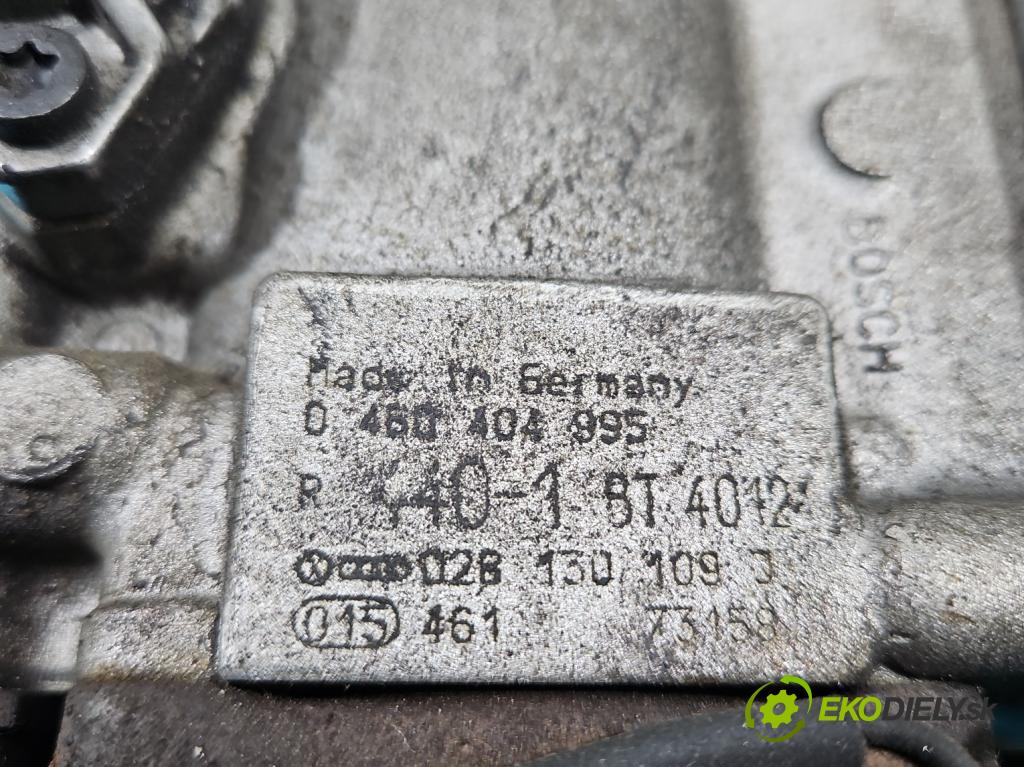 BOSCH
Made in Germany.
0 460 404 995
R 440-1 BT 4012
028 130 109 J
015 461 73158
EKODIELY.sk